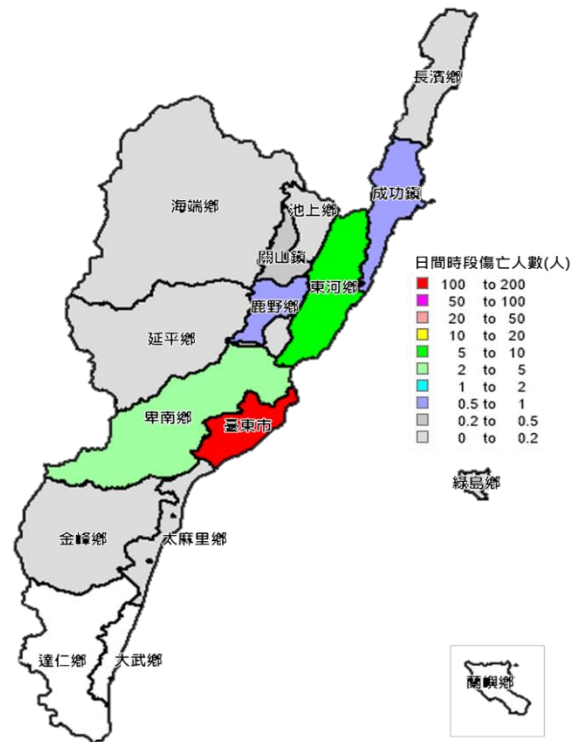 長濱鄉
成功鎮
海端鄉
池上鄉
關山鎮
東河鄉
鹿野鄉
延平鄉
卑南鄉
臺東市
金峰鄉
太麻里鄉
達仁鄉
大武鄉
綠島鄉
蘭嶼鄉
日間時段傷亡人數(人)
100 to 200
50 to 100
20 to 50
10 to 20
5 to 10
2 to 5
1 to 2
0.5 to 1
0.2 to 0.5
0 to 0.2